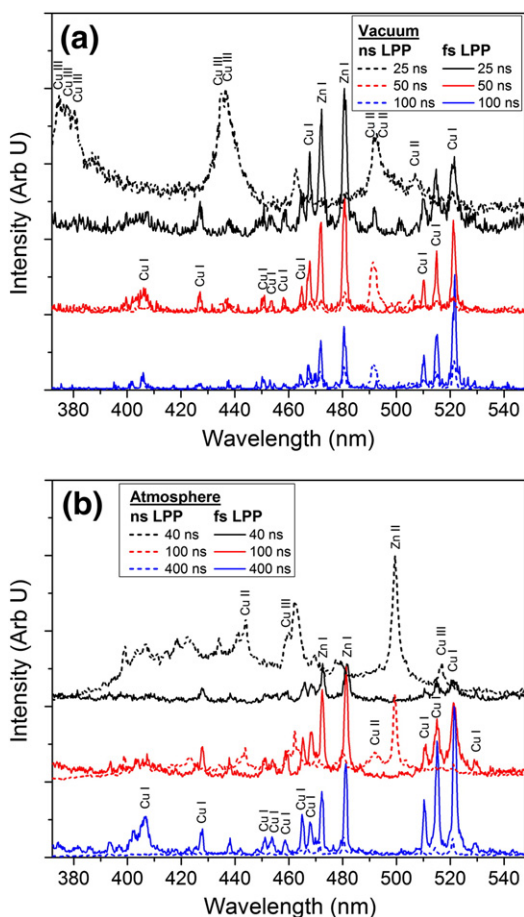 (a)
Vacuum
ns LPP fs LPP
25 ns 25 ns
50 ns 50 ns
100 ns 100 ns
Cu III
Cu III
Cu III
Cu III
Cu III
Cu I
Zn I
Zn I
Cu II
Cu II
Cu II
Cu I
Cu I
Cu I
Cu I
Cu I
Cu I
Cu I
Cu I
Cu I
Intensity (Arb U)
380 400 420 440 460 480 500 520 540
Wavelength (nm)
(b)
Atmosphere
ns LPP fs LPP
40 ns 40 ns
100 ns 100 ns
400 ns 400 ns
Zn II
Cu II
Cu III
Zn I
Zn I
Cu III
Cu I
Cu II
Cu I
Cu I
Cu I
Cu I
Cu I
Cu I
Cu I
Cu I
Cu I
Cu I
Intensity (Arb U)
380 400 420 440 460 480 500 520 540
Wavelength (nm)